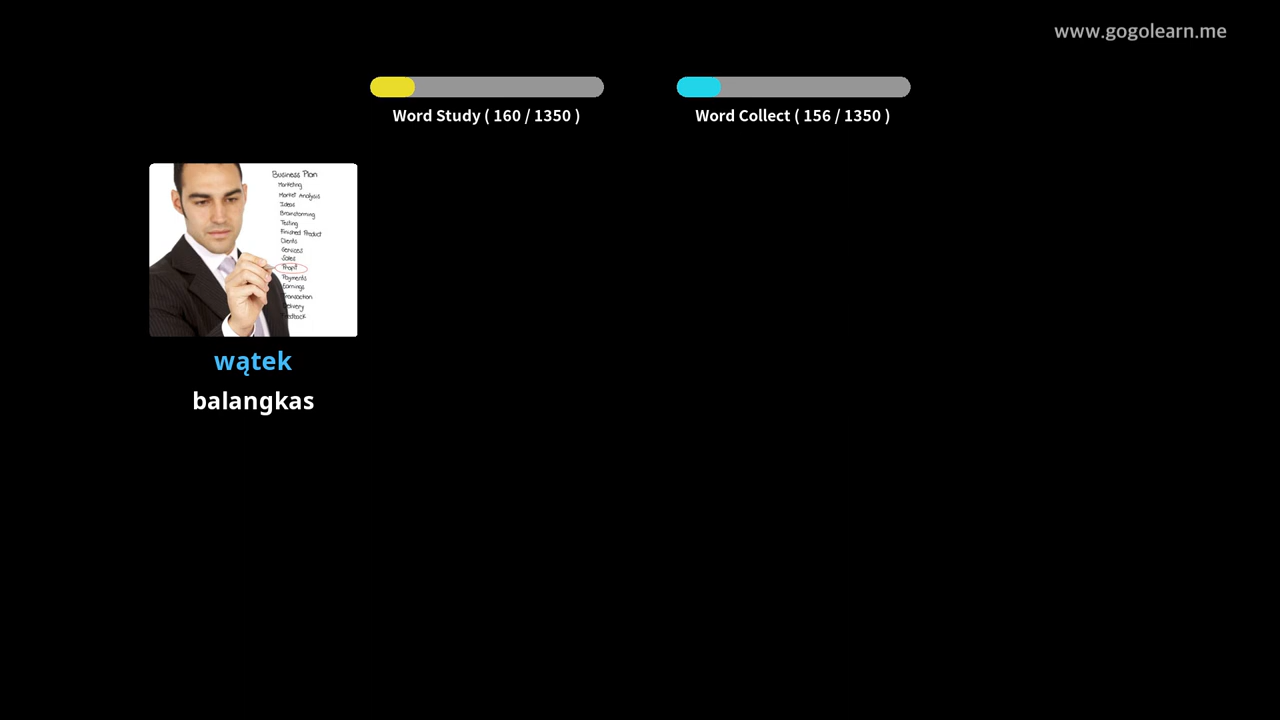 www.gogolearn.me
Word Study ( 160 / 1350 )
Word Collect ( 156 / 1350 )
Business Plan
Marketing
Market Analysis
Ideas
Brainstorming
Testing
Finished Product
Clients
Services
Sales
Profit
Payments
Earnings
Transaction
Delivery
Feedback
wątek
balangkas